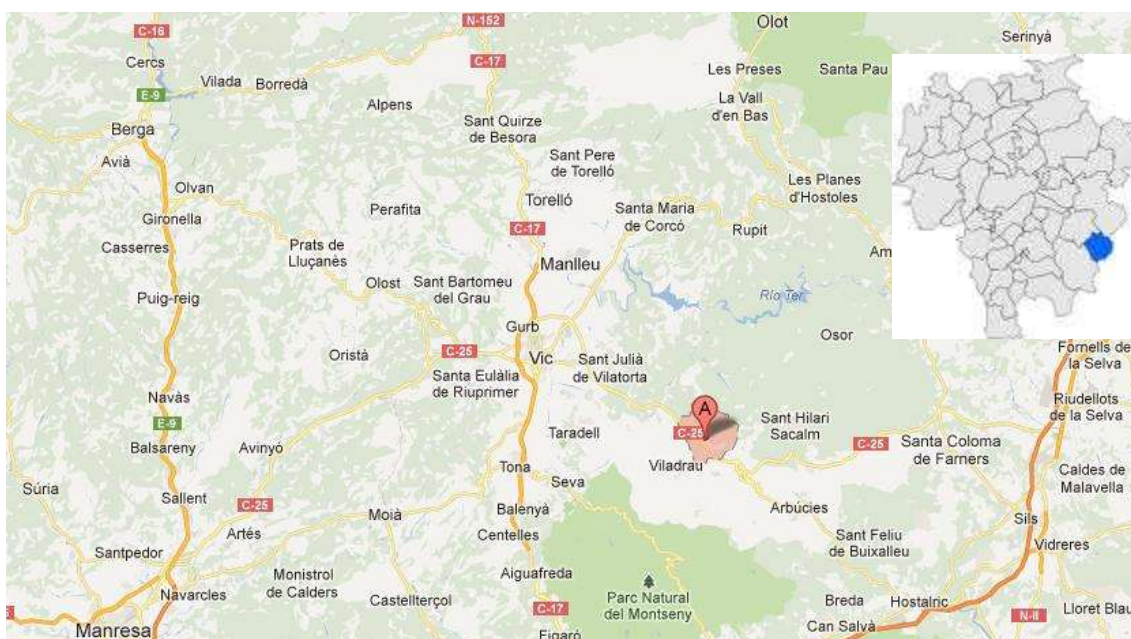 C-16
N-152
Olot
Serinyà
Cercs
C-17
Vilada
Borredà
Les Preses
Santa Pau
E-9
Alpens
La Vall
d'en Bas
Berga
Sant Quirze
de Besora
Avià
Sant Pere
de Torelló
Olvan
Les Planes
d'Hostoles
Gironella
Perafita
Torelló
Santa Maria
de Corcó
Casserres
C-17
Rupit
Prats de
Lluçanès
Am
Manlleu
Olost
Sant Bartomeu
del Grau
Puig-reig
Río Ter
Gurb
Osor
Oristà
C-25
Vic
Sant Julià
de Vilatorta
Fornells de
la Selva
Santa Eulàlia
de Riuprimer
Navàs
Riudellots
de la Selva
E-9
A
Avinyó
Taradell
C-25
Sant Hilari
Sacalm
C-25
Santa Coloma
de Farners
Balsareny
Tona
Viladrau
Caldes de
Malavella
Súria
Seva
Sallent
C-25
Moià
Balenyà
Arbúcies
Artés
Centelles
Sils
Sant Feliu
de Buixalleu
Santpedor
Vidreres
Aiguafreda
Monistrol
de Calders
Navarcles
Castellterçol
Parc Natural
del Montseny
Breda
Hostalric
C-17
N-II
Lloret Blau
Manresa
Figaró
Can Salvà